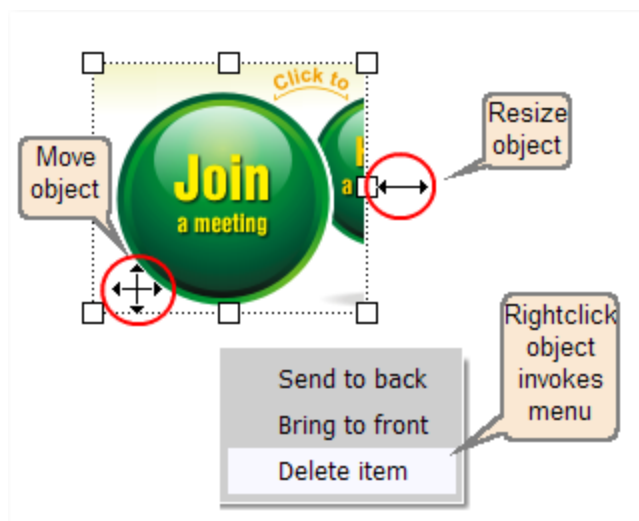 Click to
Resize
object
Move
object
Join
a meeting
a
Rightclick
object
invokes
menu
Send to back
Bring to front
Delete item